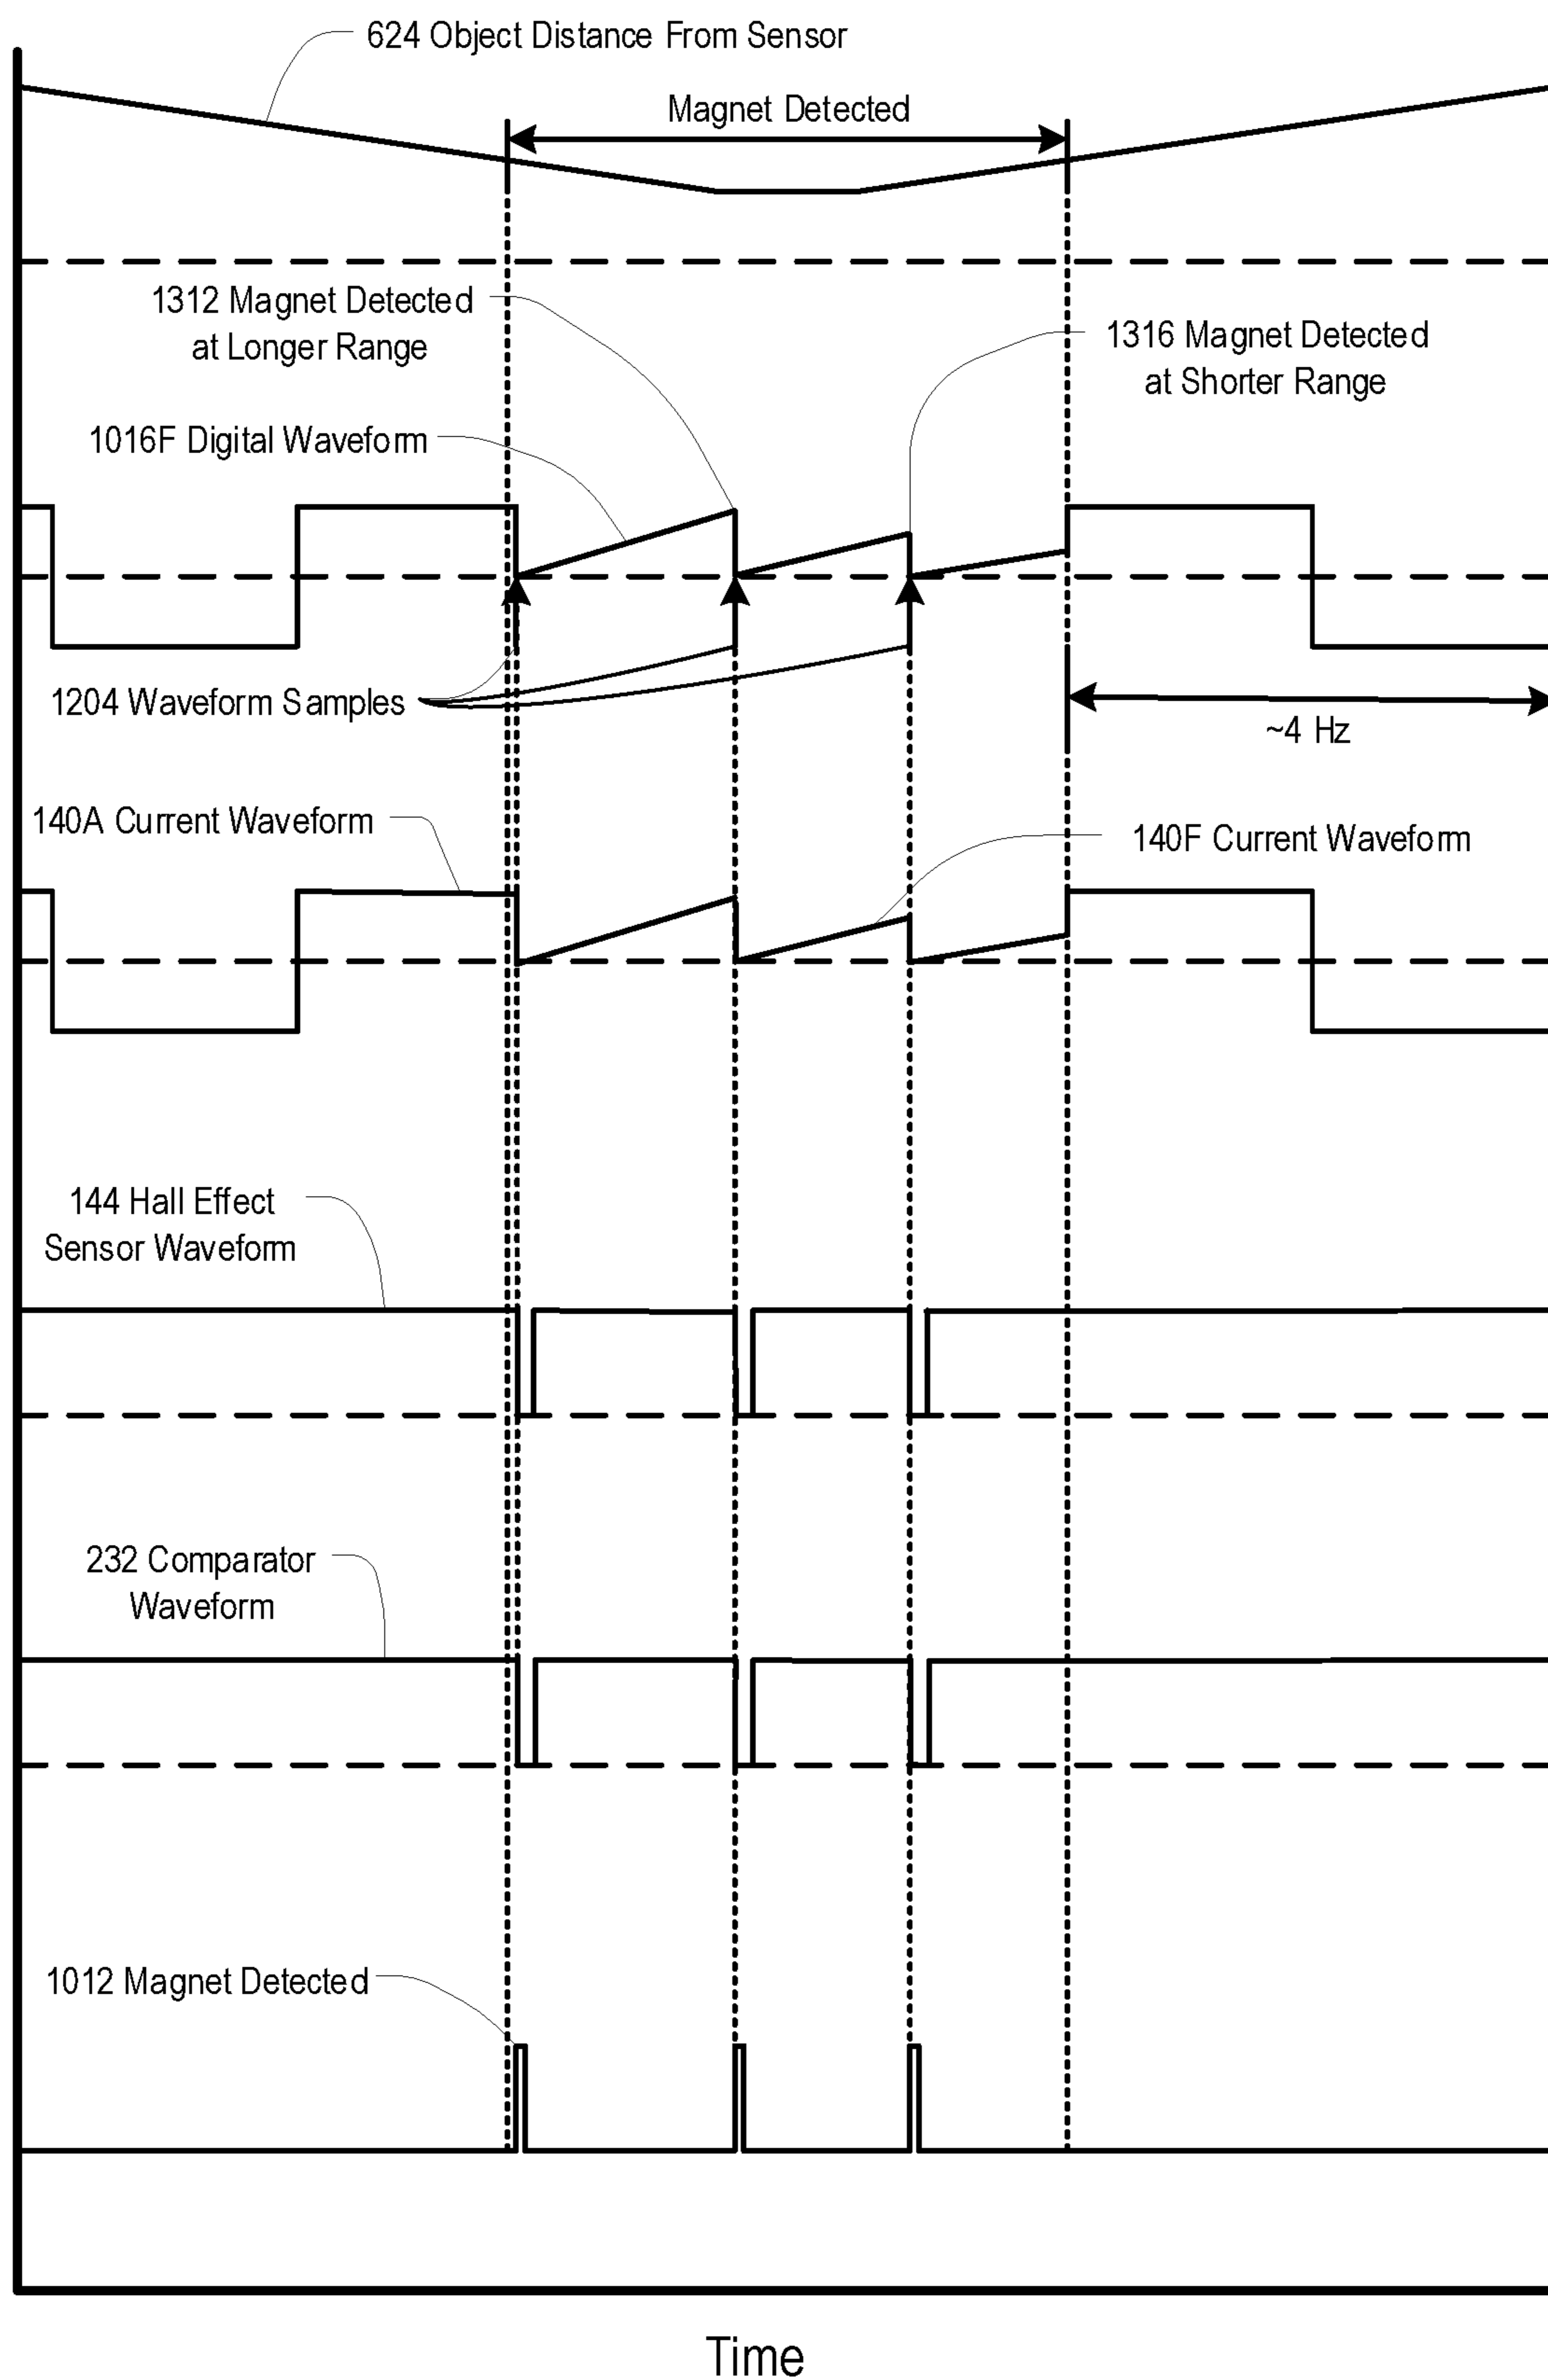 624 Object Distance From Sensor
Magnet Detected
1312 Magnet Detected
at Longer Range
1316 Magnet Detected
at Shorter Range
1016F Digital Waveform
1204 Waveform Samples
~4 Hz
140A Current Waveform
140F Current Waveform
144 Hall Effect
Sensor Waveform
232 Comparator
Waveform
1012 Magnet Detected
Time